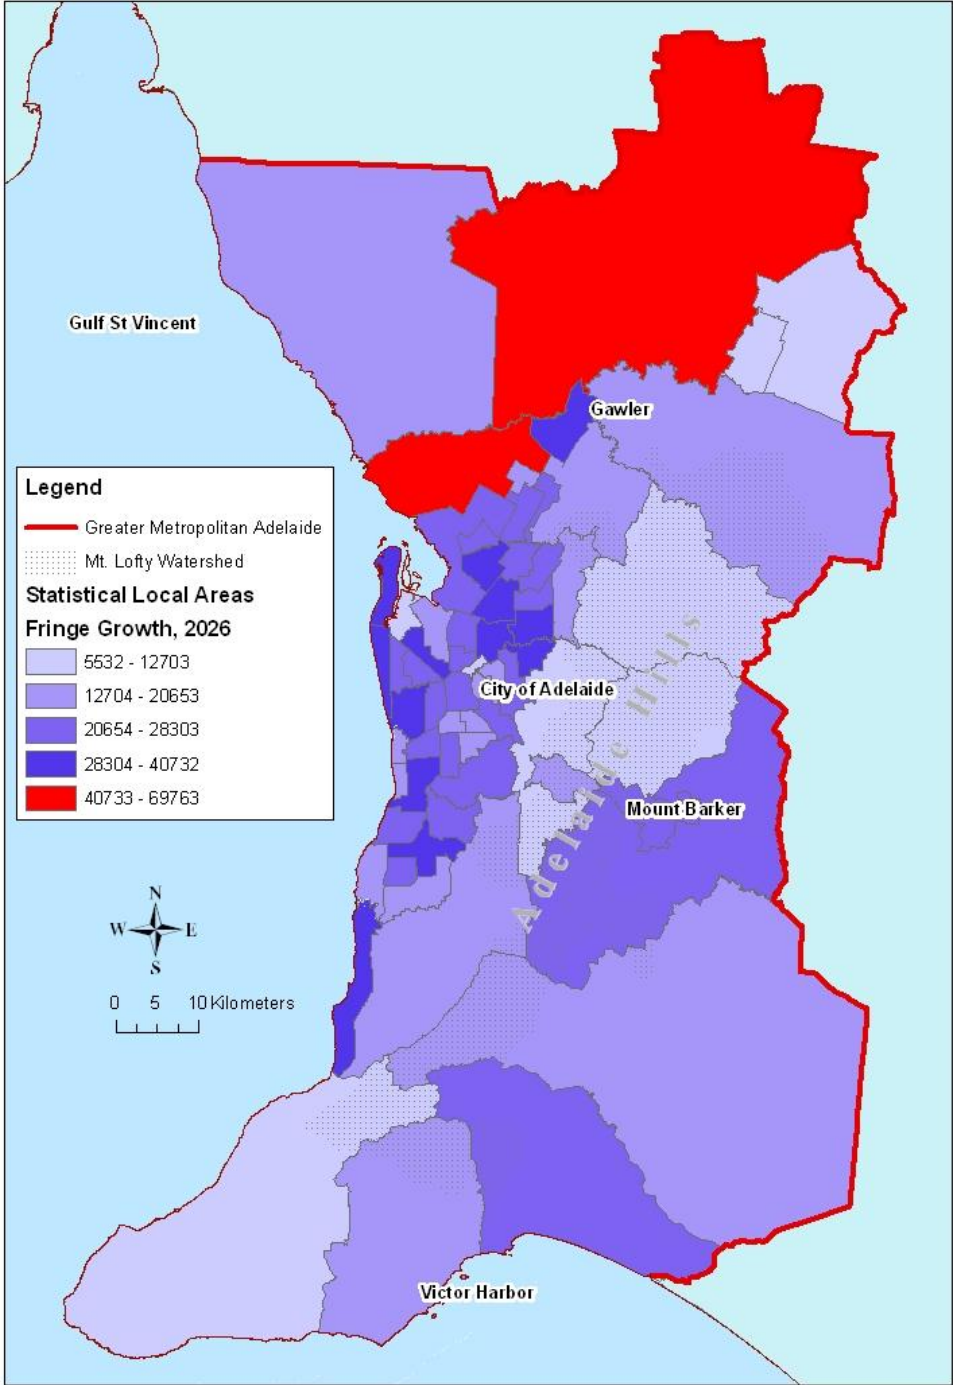 Gulf St Vincent
Gawler
Legend
Greater Metropolitan Adelaide
Mt. Lofty Watershed
Statistical Local Areas
Fringe Growth, 2026
5532 - 12703
12704 - 20653
20654 - 28303
28304 - 40732
40733 - 69763
City of Adelaide
Adelaide Hills
Mount Barker
N
W E
S
0 5 10 Kilometers
Victor Harbor